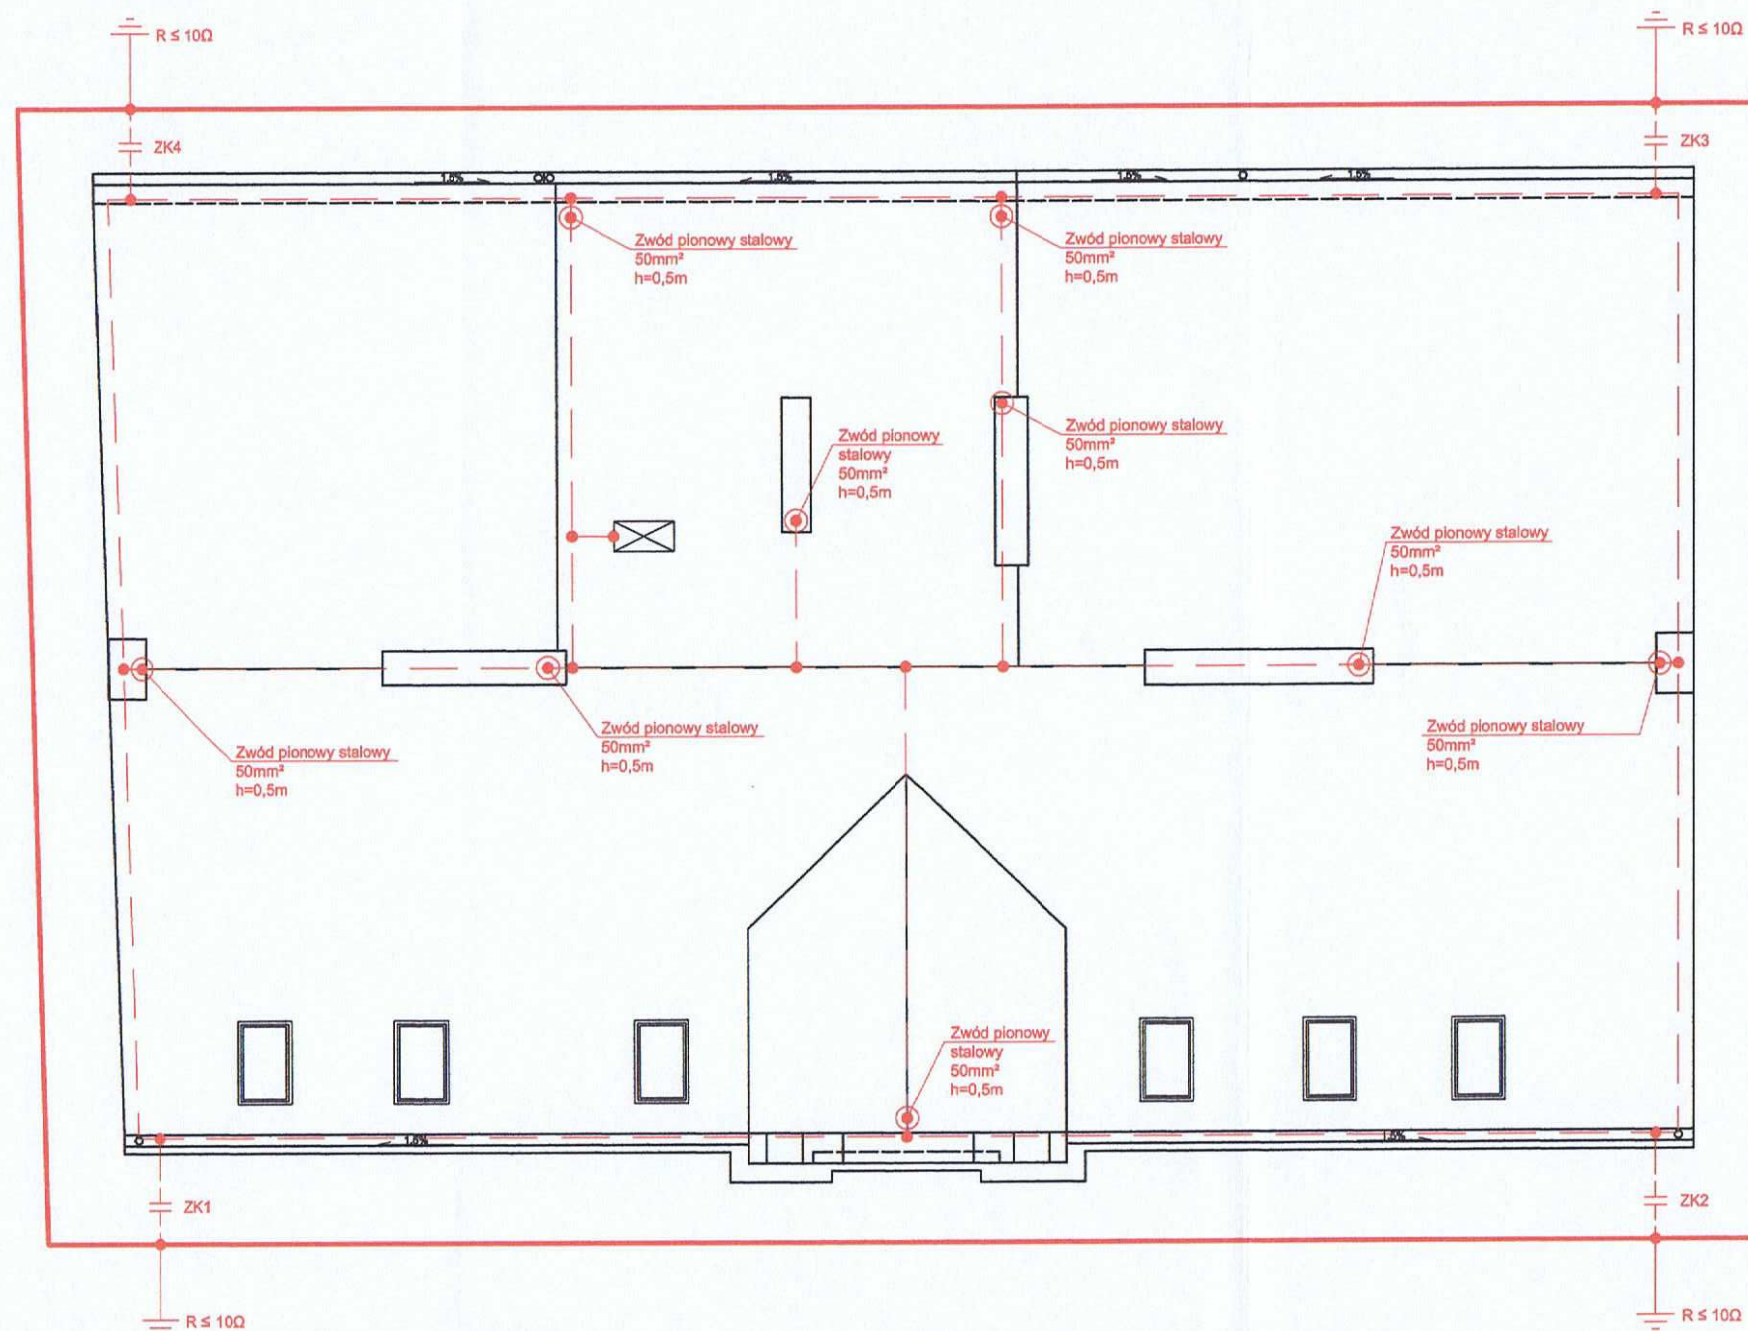 R ≤ 10Ω
R ≤ 10Ω
ZK4
ZK3
1.5%
1.5%
1.5%
1.5%
Zwód pionowy stalowy
50mm²
h=0,5m
Zwód pionowy stalowy
50mm²
h=0,5m
Zwód pionowy stalowy
50mm²
h=0,5m
Zwód pionowy
stalowy
50mm²
h=0,5m
Zwód pionowy stalowy
50mm²
h=0,5m
Zwód pionowy stalowy
50mm²
h=0,5m
Zwód pionowy stalowy
50mm²
h=0,5m
Zwód pionowy stalowy
50mm²
h=0,5m
Zwód pionowy
stalowy
50mm²
h=0,5m
1.5%
1.5%
ZK1
ZK2
R ≤ 10Ω
R ≤ 10Ω